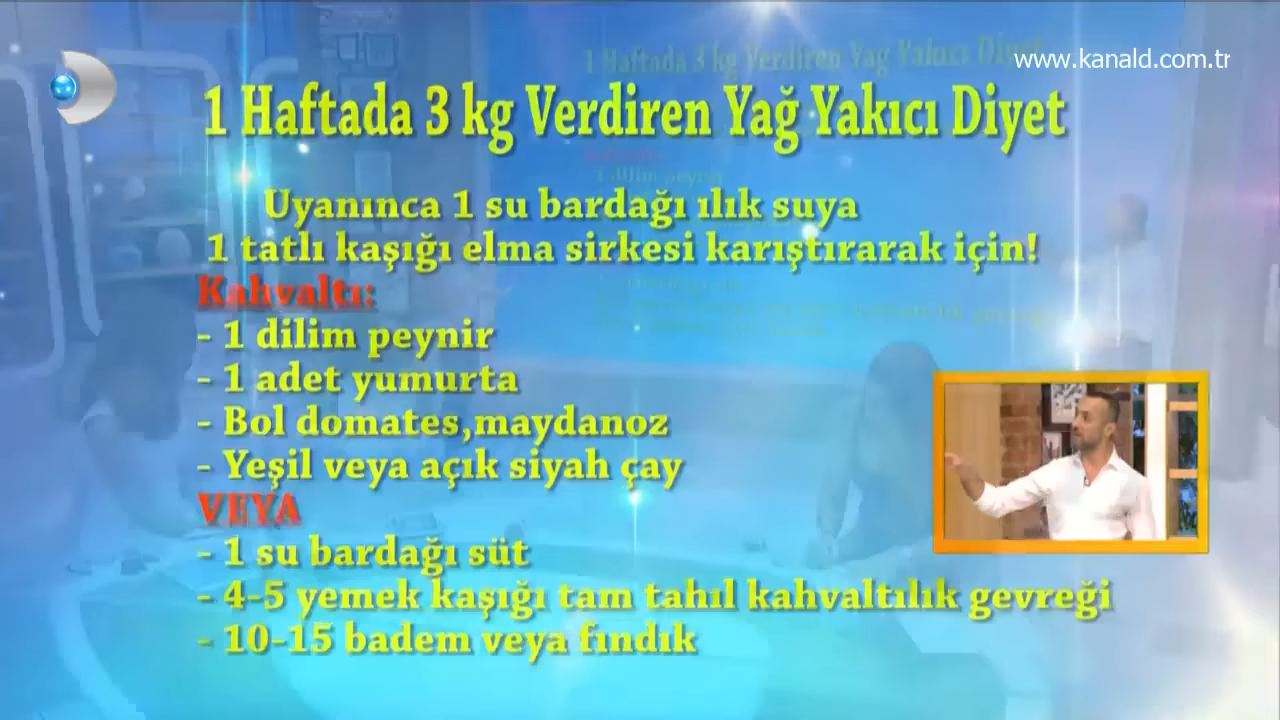 www.kanald.com.tr
1 Haftada 3 kg Verdiren Yağ Yakıcı Diyet
Uyanınca 1 su bardağı ılık suya
1 tatlı kaşığı elma sirkesi karıştırarak için!
Kahvaltı:
- 1 dilim peynir
- 1 adet yumurta
- Bol domates,maydanoz
- Yeşil veya açık siyah çay
VEYA
- 1 su bardağı süt
- 4-5 yemek kaşığı tam tahıl kahvaltılık gevreği
- 10-15 badem veya fındık